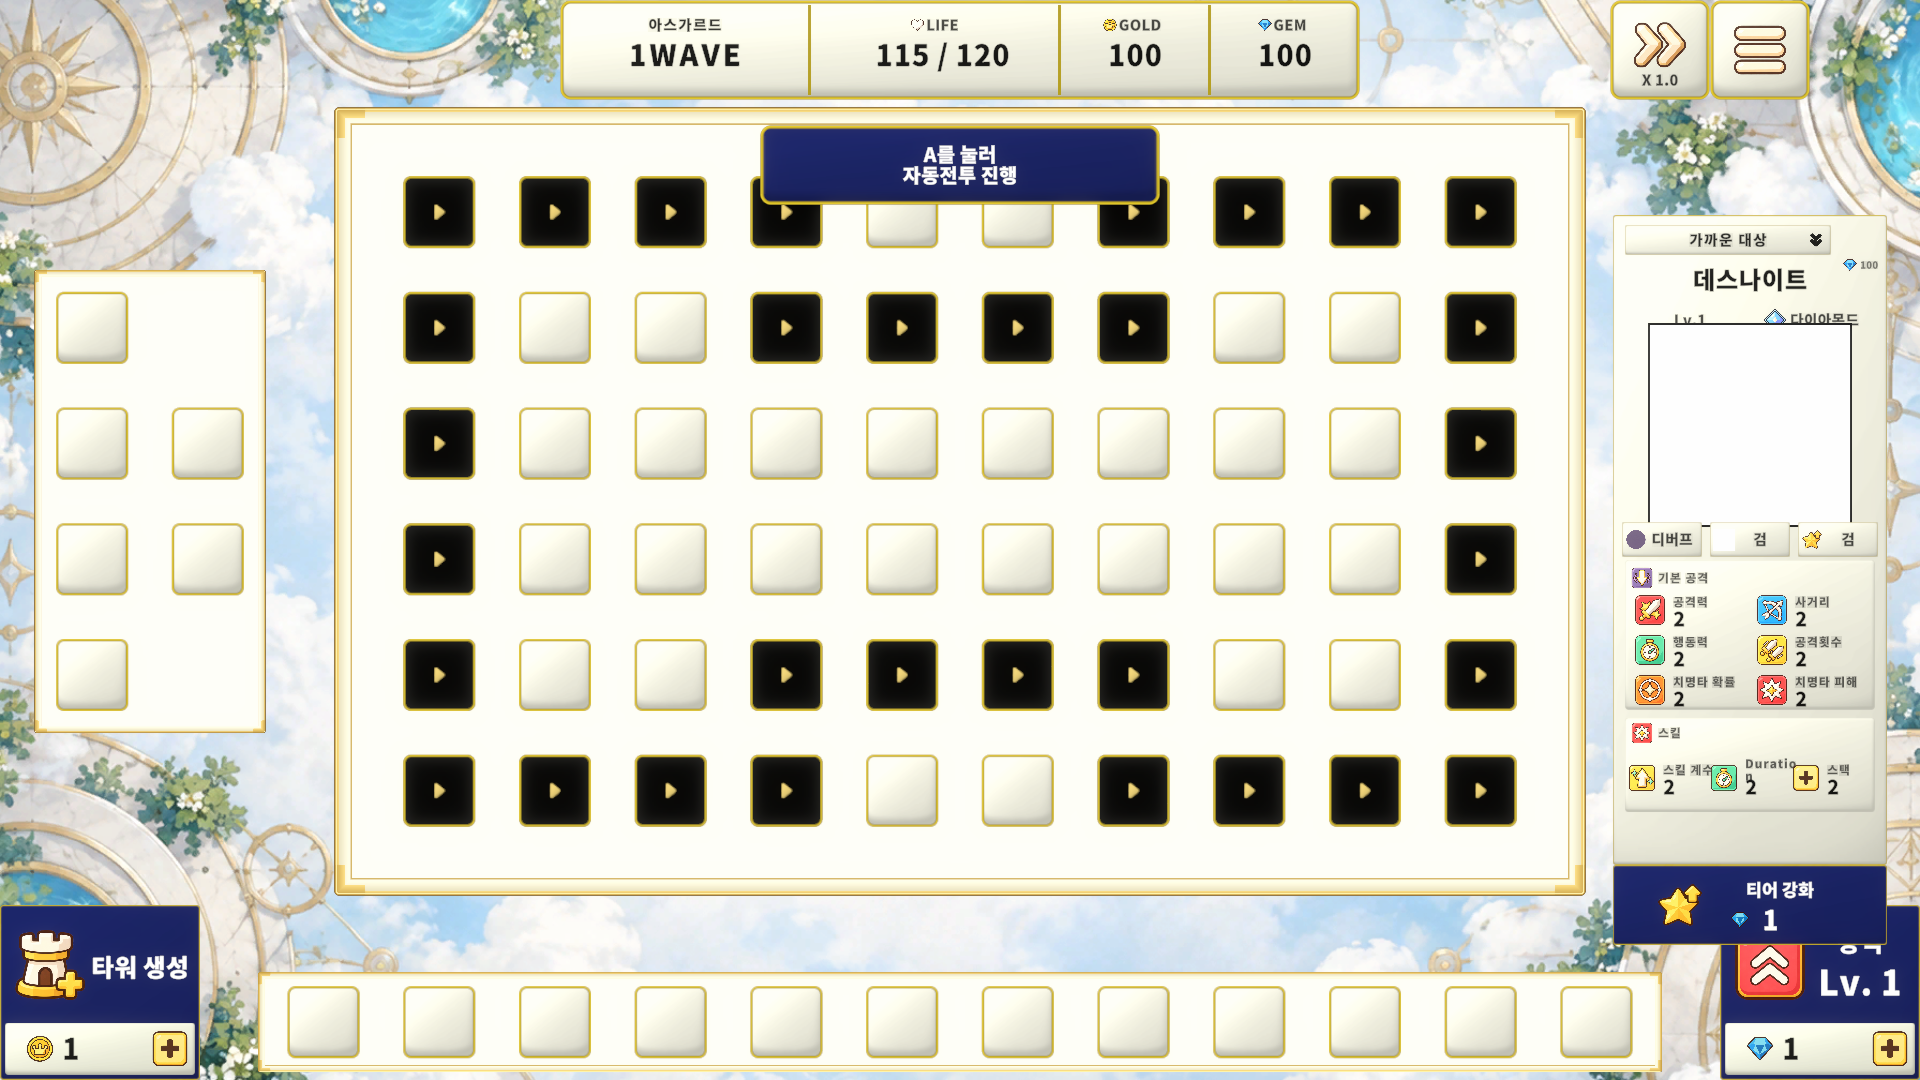 아스가르드
1WAVE
LIFE
115 / 120
GOLD
100
GEM
100
X 1.0
A를 눌러
자동전투 진행
가까운 대상
100
데스나이트
Lv.1
다이아몬드
디버프
검
검
기본 공격
공격력
2
사거리
2
행동력
2
공격횟수
2
치명타 확률
2
치명타 피해
2
스킬
스킬 계수
2
Duratio
n
2
스택
2
티어 강화
1
타워 생성
1
Lv. 1
1